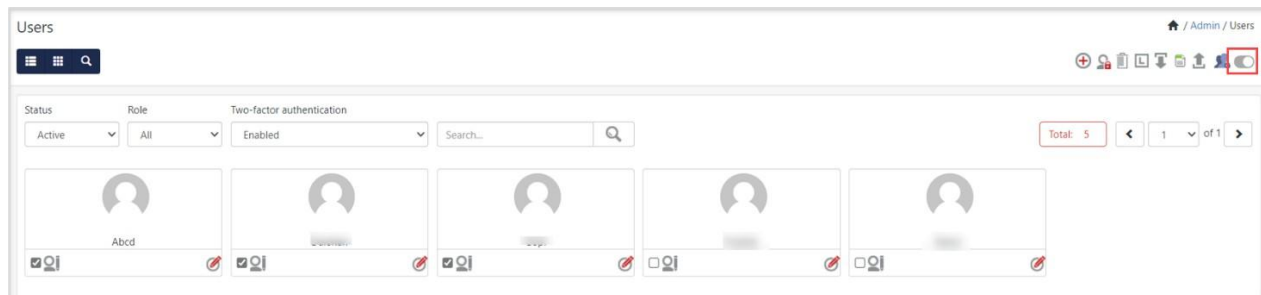 Users
/ Admin / Users
Status
Role
Two-factor authentication
Active
All
Enabled
Search...
Total: 5
1
of 1
Abcd